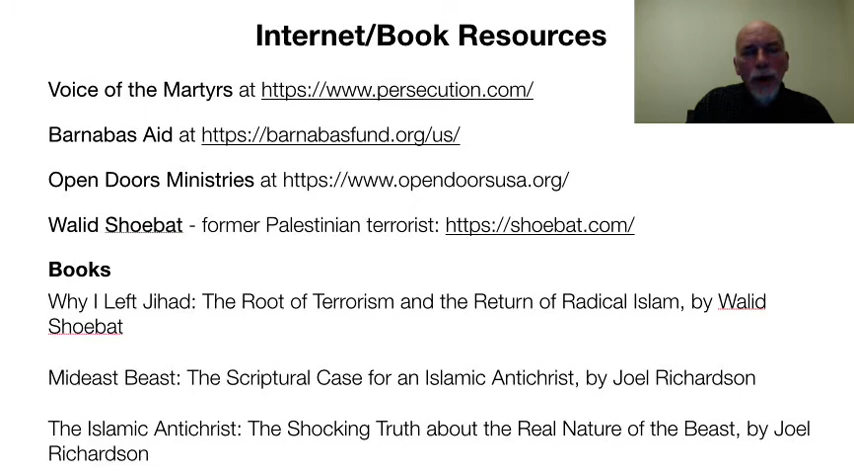 Internet/Book Resources
Voice of the Martyrs at https://www.persecution.com/
Barnabas Aid at https://barnabasfund.org/us/
Open Doors Ministries at https://www.opendoorsusa.org/
Walid Shoebat - former Palestinian terrorist: https://shoebat.com/
Books
Why I Left Jihad: The Root of Terrorism and the Return of Radical Islam, by Walid
Shoebat
Mideast Beast: The Scriptural Case for an Islamic Antichrist, by Joel Richardson
The Islamic Antichrist: The Shocking Truth about the Real Nature of the Beast, by Joel
Richardson